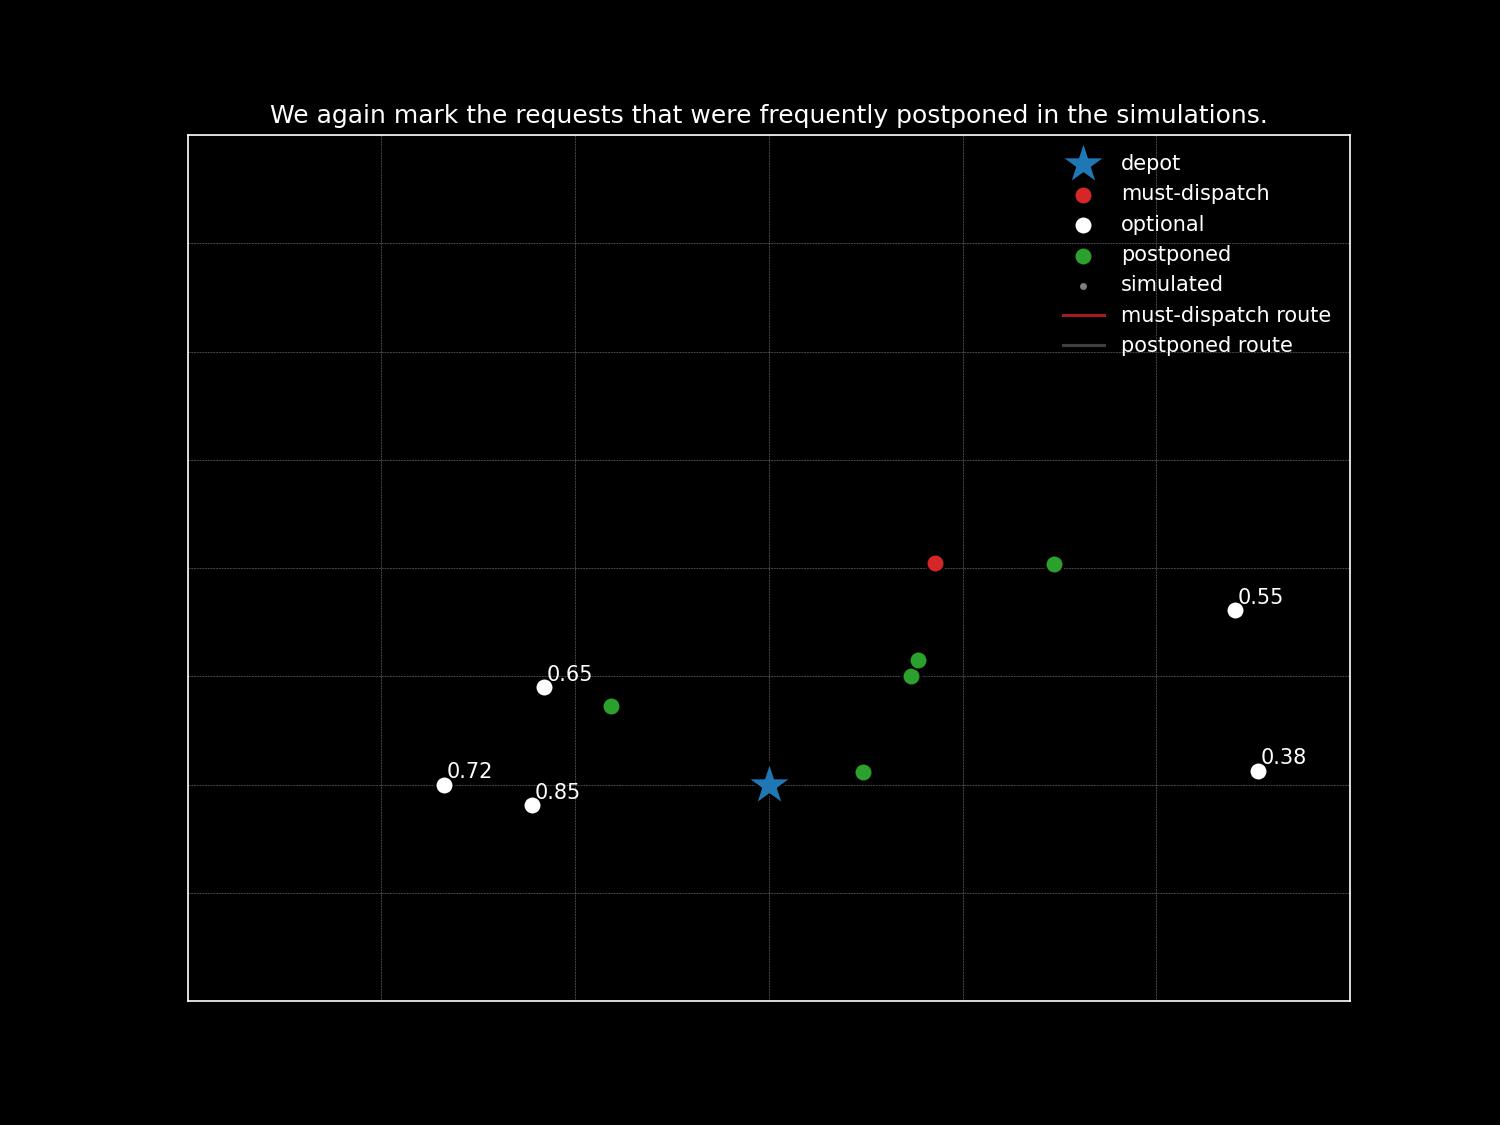 We again mark the requests that were frequently postponed in the simulations.
depot
must-dispatch
optional
postponed
simulated
must-dispatch route
postponed route
0.55
0.65
0.38
0.72
0.85